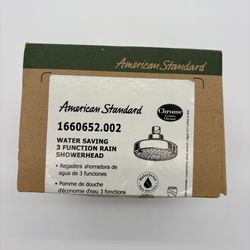 American Standard
American Standard
Chrome
1660652.002
WATER SAVING
3 FUNCTION RAIN
SHOWERHEAD
• Regadera ahorradora de
agua de 3 funciones
• Pomme de douche
d'économie d'eau 3 fonctions